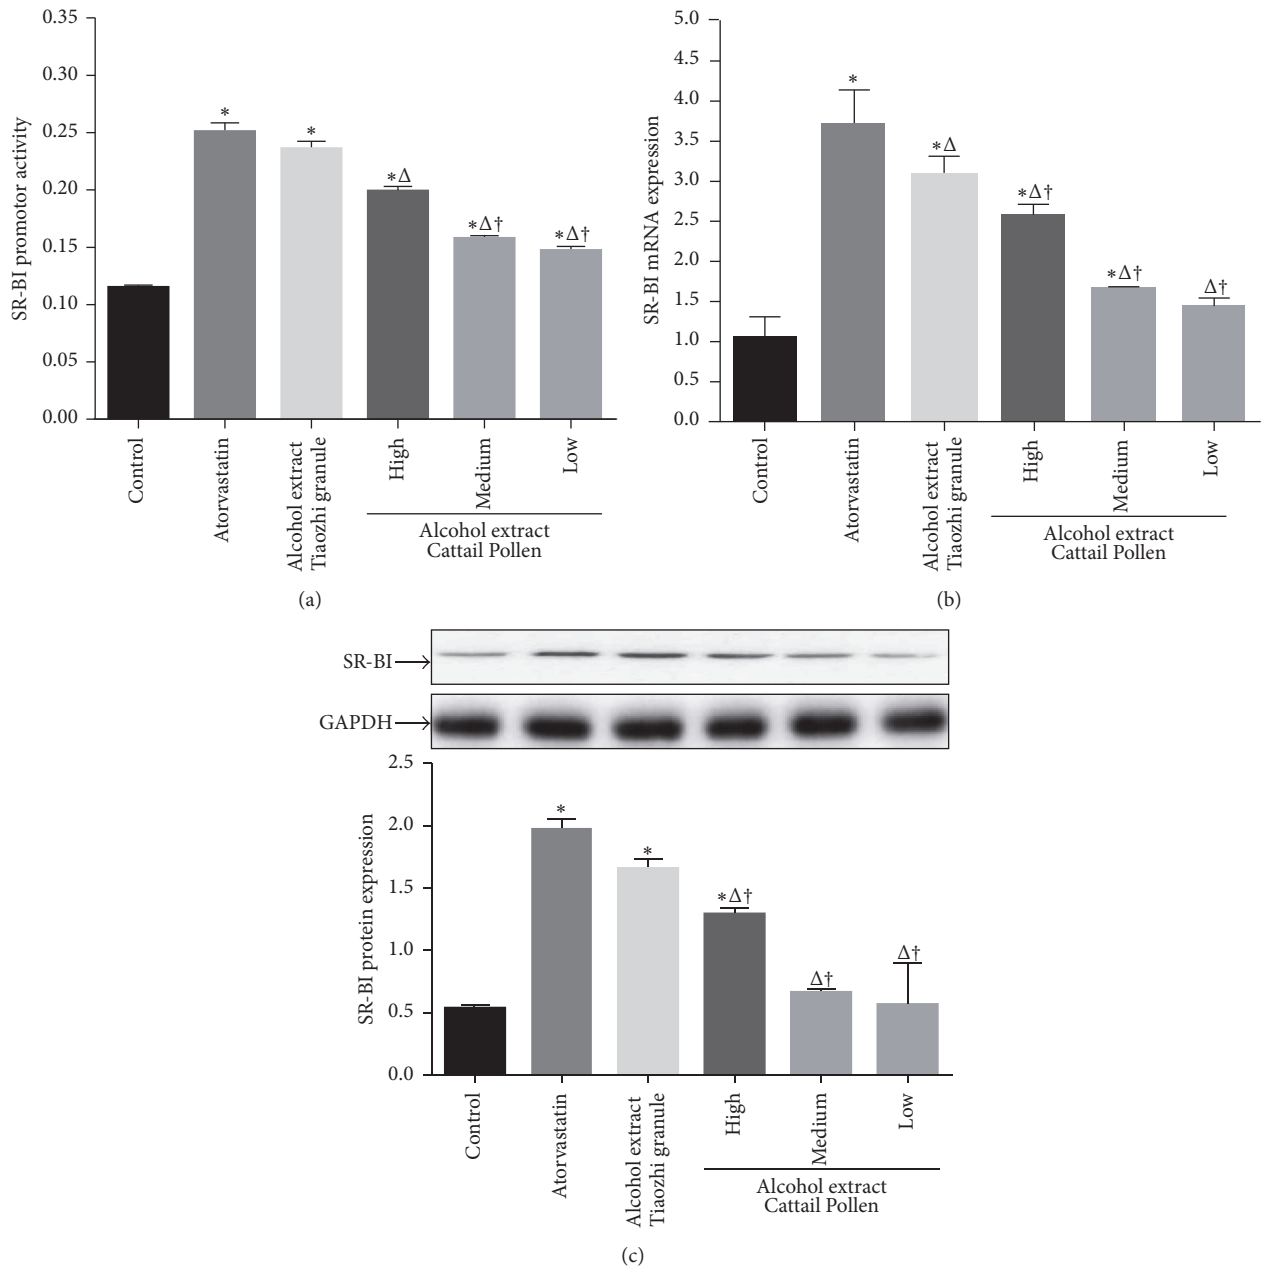 SR-BI promotor activity
0.35
0.30
0.25
0.20
0.15
0.10
0.05
0.00
*
*
*Δ
*Δ†
*Δ†
Control
Atorvastatin
Alcohol extract
Tiaozhi granule
High
Medium
Low
Alcohol extract
Cattail Pollen
(a)
SR-BI mRNA expression
5.0
4.5
4.0
3.5
3.0
2.5
2.0
1.5
1.0
0.5
0.0
*
*Δ
*Δ†
*Δ†
Δ†
Control
Atorvastatin
Alcohol extract
Tiaozhi granule
High
Medium
Low
Alcohol extract
Cattail Pollen
(b)
SR-BI
GAPDH
SR-BI protein expression
2.5
2.0
1.5
1.0
0.5
0.0
*
*
*Δ†
Δ†
Δ†
Control
Atorvastatin
Alcohol extract
Tiaozhi granule
High
Medium
Low
Alcohol extract
Cattail Pollen
(c)